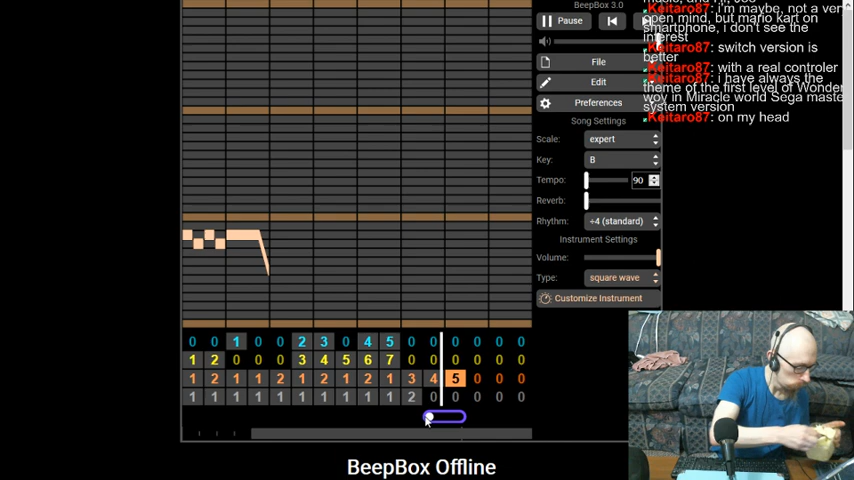 BeepBox 3.0
music, and Hi, Joe
Pause
Keitaro87: i'm maybe, not a very
open mind, but mario kart on
smartphone, i don't see the
interest
Keitaro87: switch version is
better
File
Keitaro87: with a real controler
Keitaro87: i have always the
Edit
theme of the first level of Wonder
woy in Miracle world Sega master
Preferences
system version
Keitaro87: on my head
Song Settings
Scale: expert
Key: B
Tempo: 90
Reverb:
Rhythm: ÷4 (standard)
Instrument Settings
Volume:
Type: square wave
Customize Instrument
0 0 1 0 0 2 3 0 4 5 0 0 0 0 0 0
1 2 0 0 0 3 4 5 6 7 0 0 0 0 0 0
1 2 1 1 2 1 2 1 2 1 3 4 5 0 0 0
1 1 1 1 1 1 1 1 1 1 2 0 0 0 0 0
BeepBox Offline